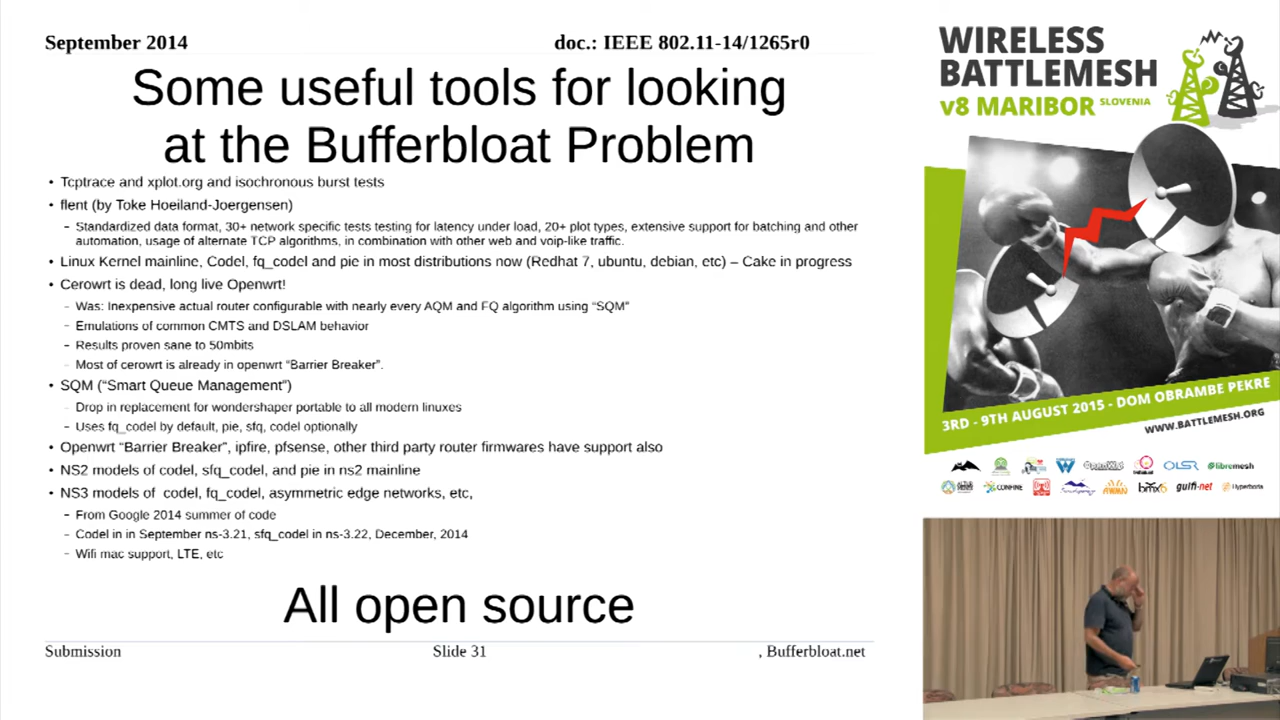 September 2014
doc.: IEEE 802.11-14/1265r0
Some useful tools for looking
at the Bufferbloat Problem
• Tcptrace and xplot.org and isochronous burst tests
• flent (by Toke Hoeiland-Joergensen)
– Standardized data format, 30+ network specific tests testing for latency under load, 20+ plot types, extensive support for batching and other
automation, usage of alternate TCP algorithms, in combination with other web and voip-like traffic.
• Linux Kernel mainline, Codel, fq_codel and pie in most distributions now (Redhat 7, ubuntu, debian, etc) – Cake in progress
• Cerowrt is dead, long live Openwrt!
– Was: Inexpensive actual router configurable with nearly every AQM and FQ algorithm using “SQM”
– Emulations of common CMTS and DSLAM behavior
– Results proven sane to 50mbits
– Most of cerowrt is already in openwrt “Barrier Breaker”.
• SQM (“Smart Queue Management”)
– Drop in replacement for wondershaper portable to all modern linuxes
– Uses fq_codel by default, pie, sfq, codel optionally
• Openwrt “Barrier Breaker”, ipfire, pfsense, other third party router firmwares have support also
• NS2 models of codel, sfq_codel, and pie in ns2 mainline
• NS3 models of codel, fq_codel, asymmetric edge networks, etc,
– From Google 2014 summer of code
– Codel in in September ns-3.21, sfq_codel in ns-3.22, December, 2014
– Wifi mac support, LTE, etc
All open source
Submission
Slide 31
, Bufferbloat.net
WIRELESS
BATTLEMESH
v8 MARIBOR SLOVENIA
3RD - 9TH AUGUST 2015 - DOM OBRAMBE PEKRE
WWW.BATTLEMESH.ORG
OLSR
libremesh
CONFINE
bmx6
guifi·net
Hyperboria